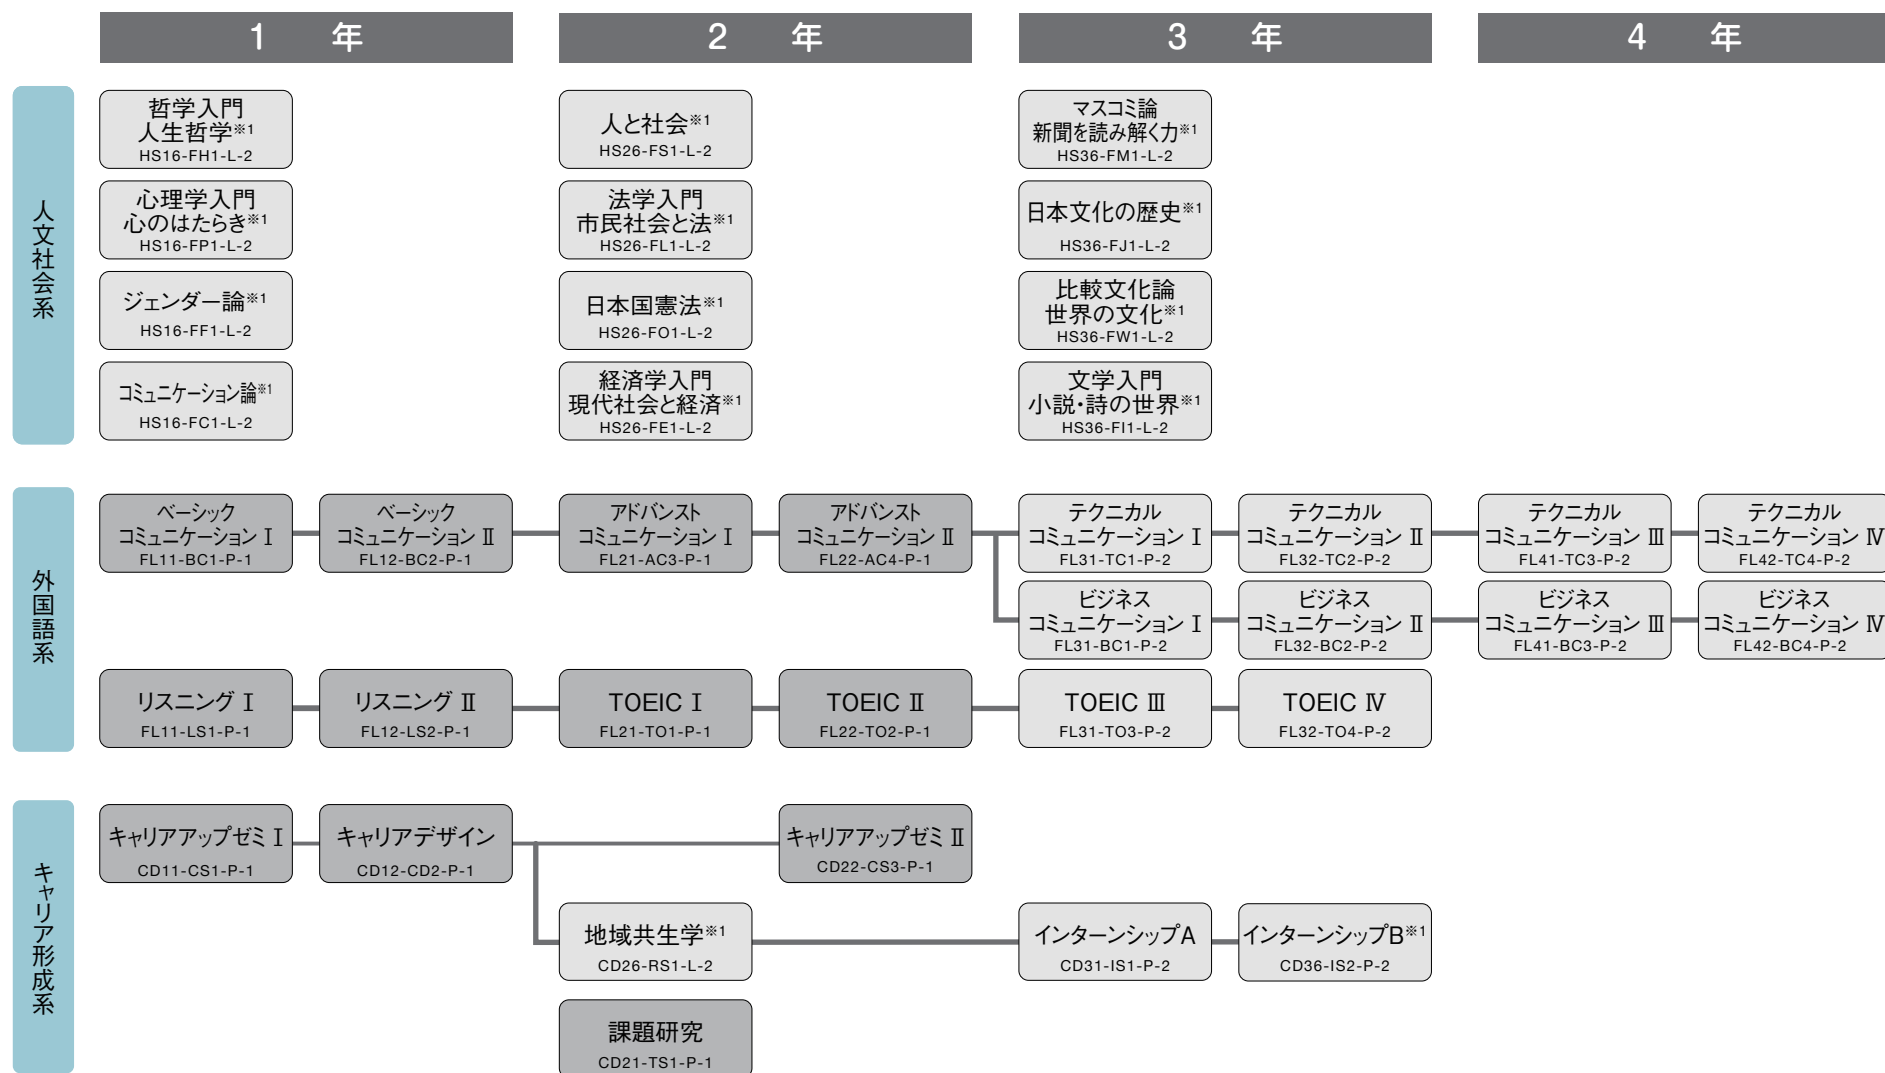 1 年
2 年
3 年
4 年
人文社会系
哲学入門
人生哲学※1
HS16-FH1-L-2
人と社会※1
HS26-FS1-L-2
マスコミ論
新聞を読み解く力※1
HS36-FM1-L-2
心理学入門
心のはたらき※1
HS16-FP1-L-2
法学入門
市民社会と法※1
HS26-FL1-L-2
日本文化の歴史※1
HS36-FJ1-L-2
ジェンダー論※1
HS16-FF1-L-2
日本国憲法※1
HS26-FO1-L-2
比較文化論
世界の文化※1
HS36-FW1-L-2
コミュニケーション論※1
HS16-FC1-L-2
経済学入門
現代社会と経済※1
HS26-FE1-L-2
文学入門
小説・詩の世界※1
HS36-FI1-L-2
外国語系
ベーシック
コミュニケーション Ⅰ
FL11-BC1-P-1
ベーシック
コミュニケーション Ⅱ
FL12-BC2-P-1
アドバンスト
コミュニケーション Ⅰ
FL21-AC3-P-1
アドバンスト
コミュニケーション Ⅱ
FL22-AC4-P-1
テクニカル
コミュニケーション Ⅰ
FL31-TC1-P-2
テクニカル
コミュニケーション Ⅱ
FL32-TC2-P-2
テクニカル
コミュニケーション Ⅲ
FL41-TC3-P-2
テクニカル
コミュニケーション Ⅳ
FL42-TC4-P-2
ビジネス
コミュニケーション Ⅰ
FL31-BC1-P-2
ビジネス
コミュニケーション Ⅱ
FL32-BC2-P-2
ビジネス
コミュニケーション Ⅲ
FL41-BC3-P-2
ビジネス
コミュニケーション Ⅳ
FL42-BC4-P-2
リスニング Ⅰ
FL11-LS1-P-1
リスニング Ⅱ
FL12-LS2-P-1
TOEIC Ⅰ
FL21-TO1-P-1
TOEIC Ⅱ
FL22-TO2-P-1
TOEIC Ⅲ
FL31-TO3-P-2
TOEIC Ⅳ
FL32-TO4-P-2
キャリア形成系
キャリアアップゼミ Ⅰ
CD11-CS1-P-1
キャリアデザイン
CD12-CD2-P-1
キャリアアップゼミ Ⅱ
CD22-CS3-P-1
地域共生学※1
CD26-RS1-L-2
インターンシップA
CD31-IS1-P-2
インターンシップB※1
CD36-IS2-P-2
課題研究
CD21-TS1-P-1